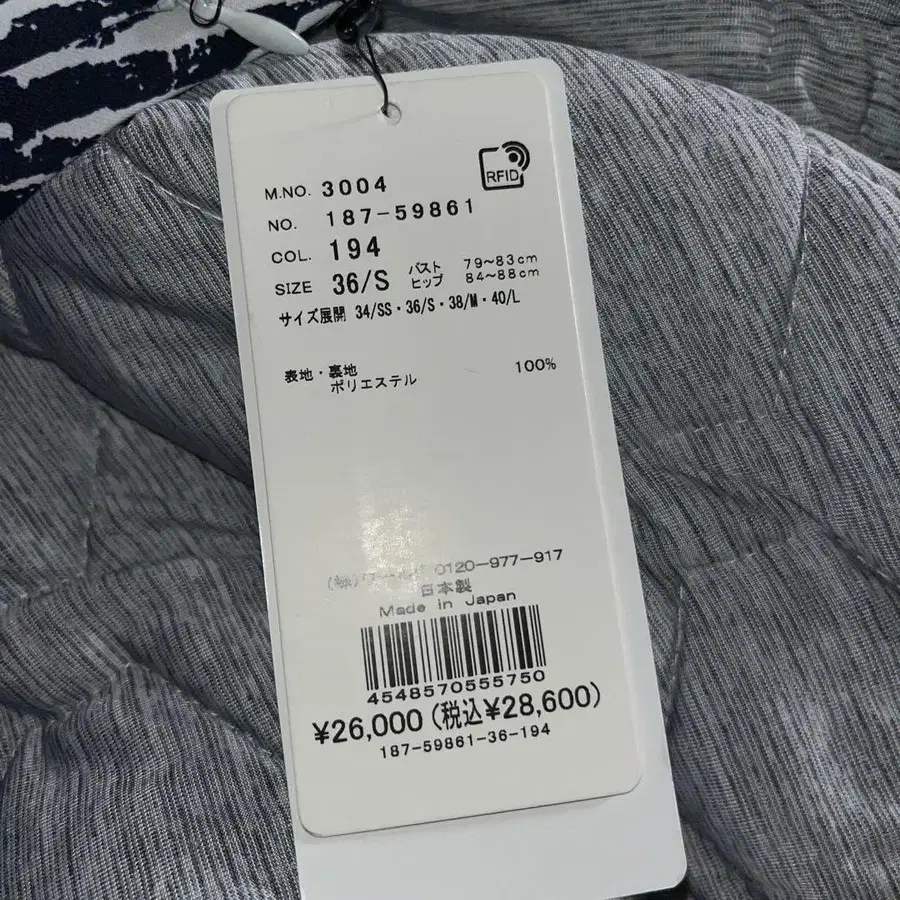 RFID
M.NO. 3004
NO. 187-59861
COL. 194
SIZE 36/S バスト 79~83cm
ヒップ 84~88cm
サイズ展開 34/SS・36/S・38/M・40/L
表地・裏地
ポリエステル 100%
0120-977-917
日本製
Made in Japan
4548570555750
¥26,000(税込¥28,600)
187-59861-36-194